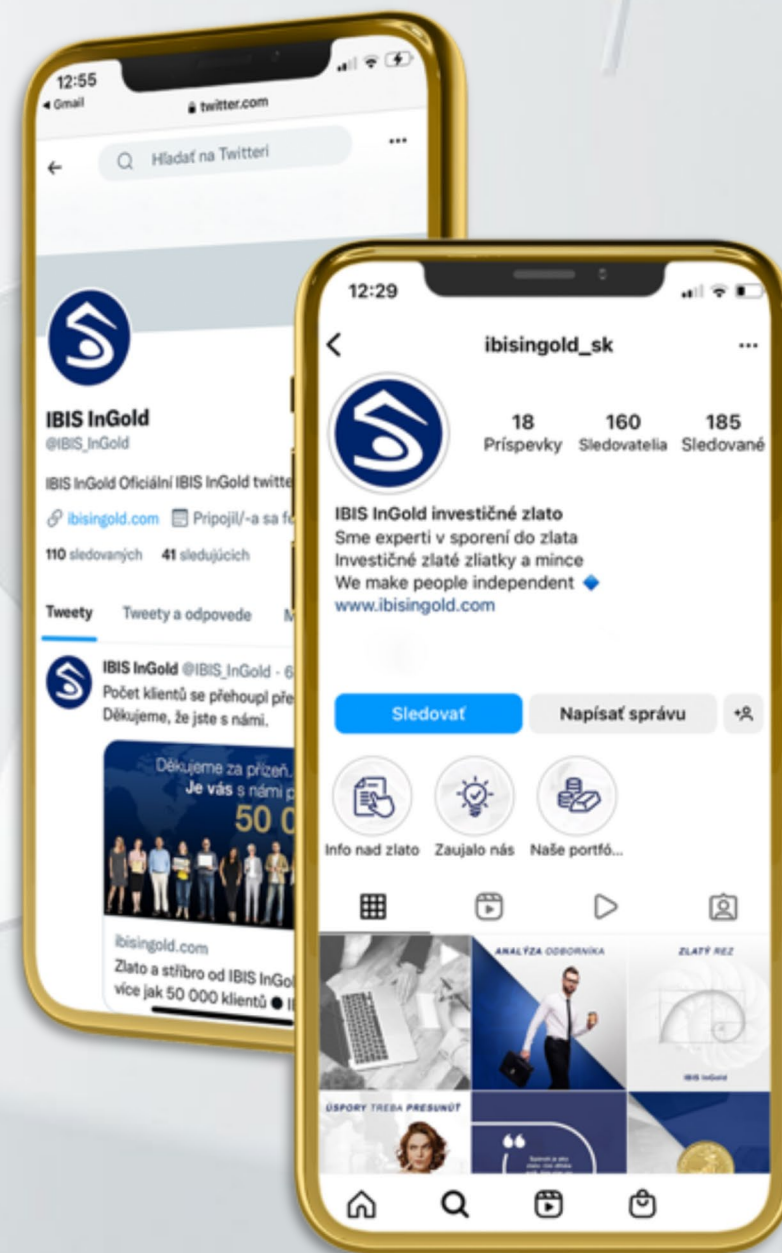 12:55
Gmail
twitter.com
Hľadať na Twitteri
IBIS InGold
@IBIS_InGold
IBIS InGold Oficiální IBIS InGold twitte
ibisingold.com Pripojil/-a sa
110 sledovaných 41 sledujúcich
Tweety Tweety a odpovede M
IBIS InGold @IBIS_InGold · 6
Počet klientů se přehoupl pře
Děkujeme, že jste s námi.
Děkujeme za přízeň.
Je vás s námi p
50 0
ibisingold.com
Zlato a stříbro od IBIS InGol
více jak 50 000 klientů
12:29
ibisingold_sk
18 160 185
Príspevky Sledovatelia Sledované
IBIS InGold investičné zlato
Sme experti v sporení do zlata
Investičné zlaté zliatky a mince
We make people independent
www.ibisingold.com
Sledovať Napísať správu
Info nad zlato Zaujalo nás Naše portfó...
ANALÝZA ODBORNÍKA ZLATÝ REZ
IBIS InGold
ÚSPORY TREBA PRESUNÚŤ